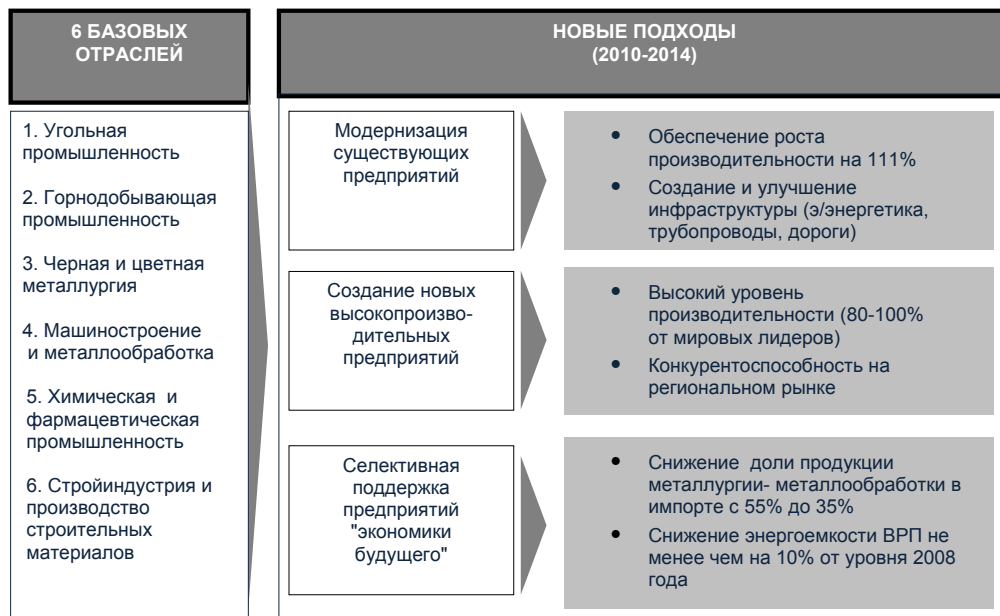 6 БАЗОВЫХ
ОТРАСЛЕЙ
НОВЫЕ ПОДХОДЫ
(2010-2014)
1. Угольная
промышленность
2. Горнодобывающая
промышленность
3. Черная и цветная
металлургия
4. Машиностроение
и металлообработка
5. Химическая и
фармацевтическая
промышленность
6. Стройиндустрия и
производство
строительных
материалов
Модернизация
существующих
предприятий
• Обеспечение роста
производительности на 111%
• Создание и улучшение
инфраструктуры (э/энергетика,
трубопроводы, дороги)
Создание новых
высокопроизво-
дительных
предприятий
• Высокий уровень
производительности (80-100%
от мировых лидеров)
• Конкурентоспособность на
региональном рынке
Селективная
поддержка
предприятий
"экономики
будущего"
• Снижение доли продукции
металлургии- металлообработки в
импорте с 55% до 35%
• Снижение энергоемкости ВРП не
менее чем на 10% от уровня 2008
года